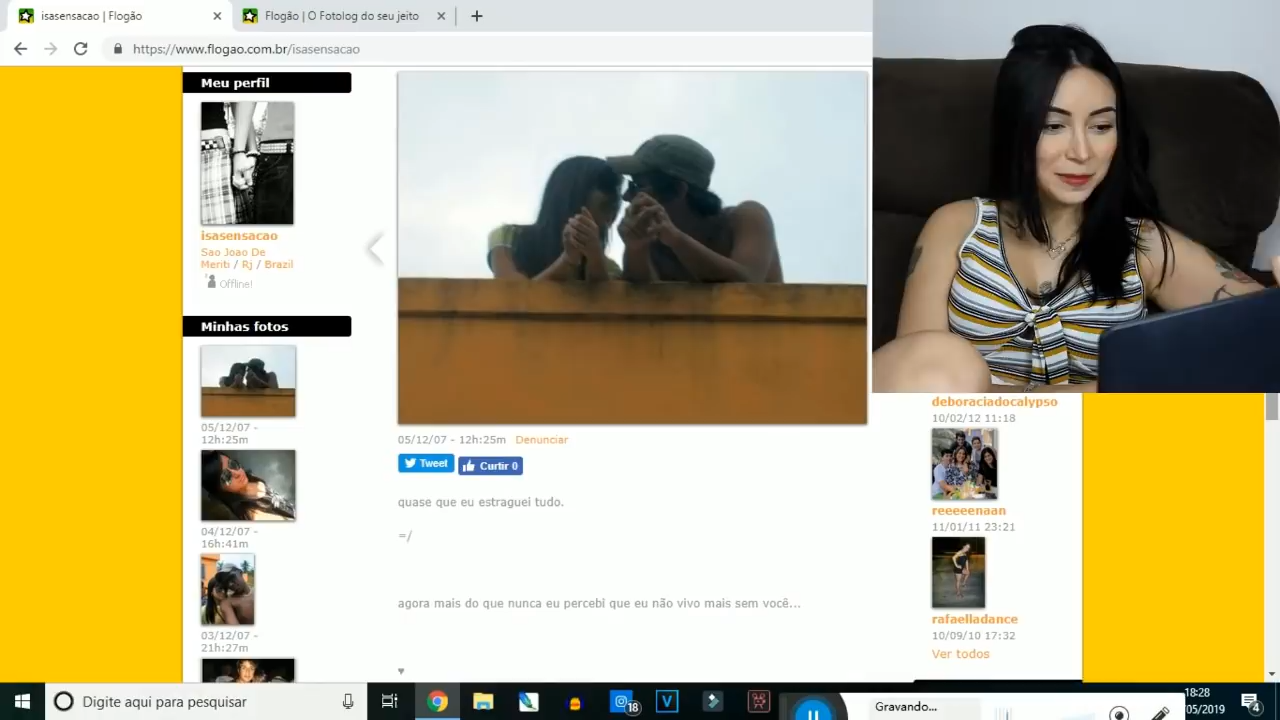 isasensacao | Flogão
Flogão | O Fotolog do seu jeito
https://www.flogao.com.br/isasensacao
Meu perfil
isasensacao
Sao Joao De
Meriti / Rj / Brazil
Offline!
Minhas fotos
05/12/07 -
12h:25m
04/12/07 -
16h:41m
03/12/07 -
21h:27m
05/12/07 - 12h:25m Denunciar
Tweet
Curtir 0
quase que eu estraguei tudo.
=/
agora mais do que nunca eu percebi que eu não vivo mais sem você...
♥
deboraciadocalypso
10/02/12 11:18
reeeeenaan
11/01/11 23:21
rafaelladance
10/09/10 17:32
Ver todos
Digite aqui para pesquisar
18
V
Gravando...
18:28
/05/2019
4